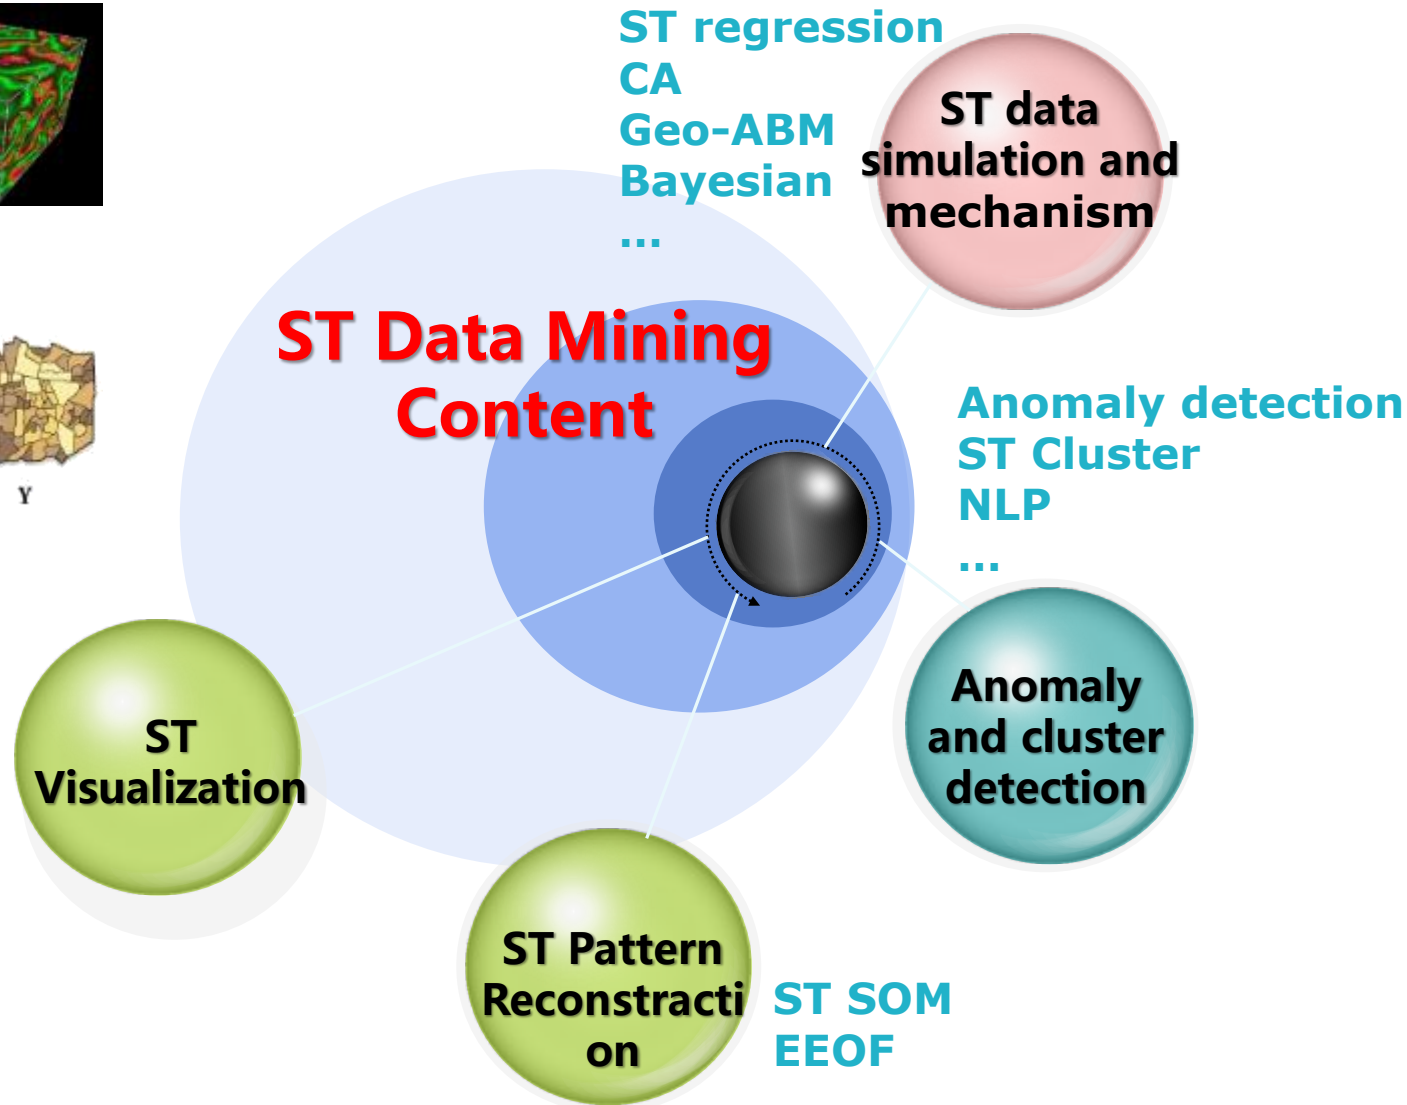 ST regression
CA
Geo-ABM
Bayesian
...
ST data
simulation and
mechanism
ST Data Mining
Content
Anomaly detection
ST Cluster
NLP
...
Y
Anomaly
and cluster
detection
ST
Visualization
ST Pattern
Reconstracti
on
ST SOM
EEOF